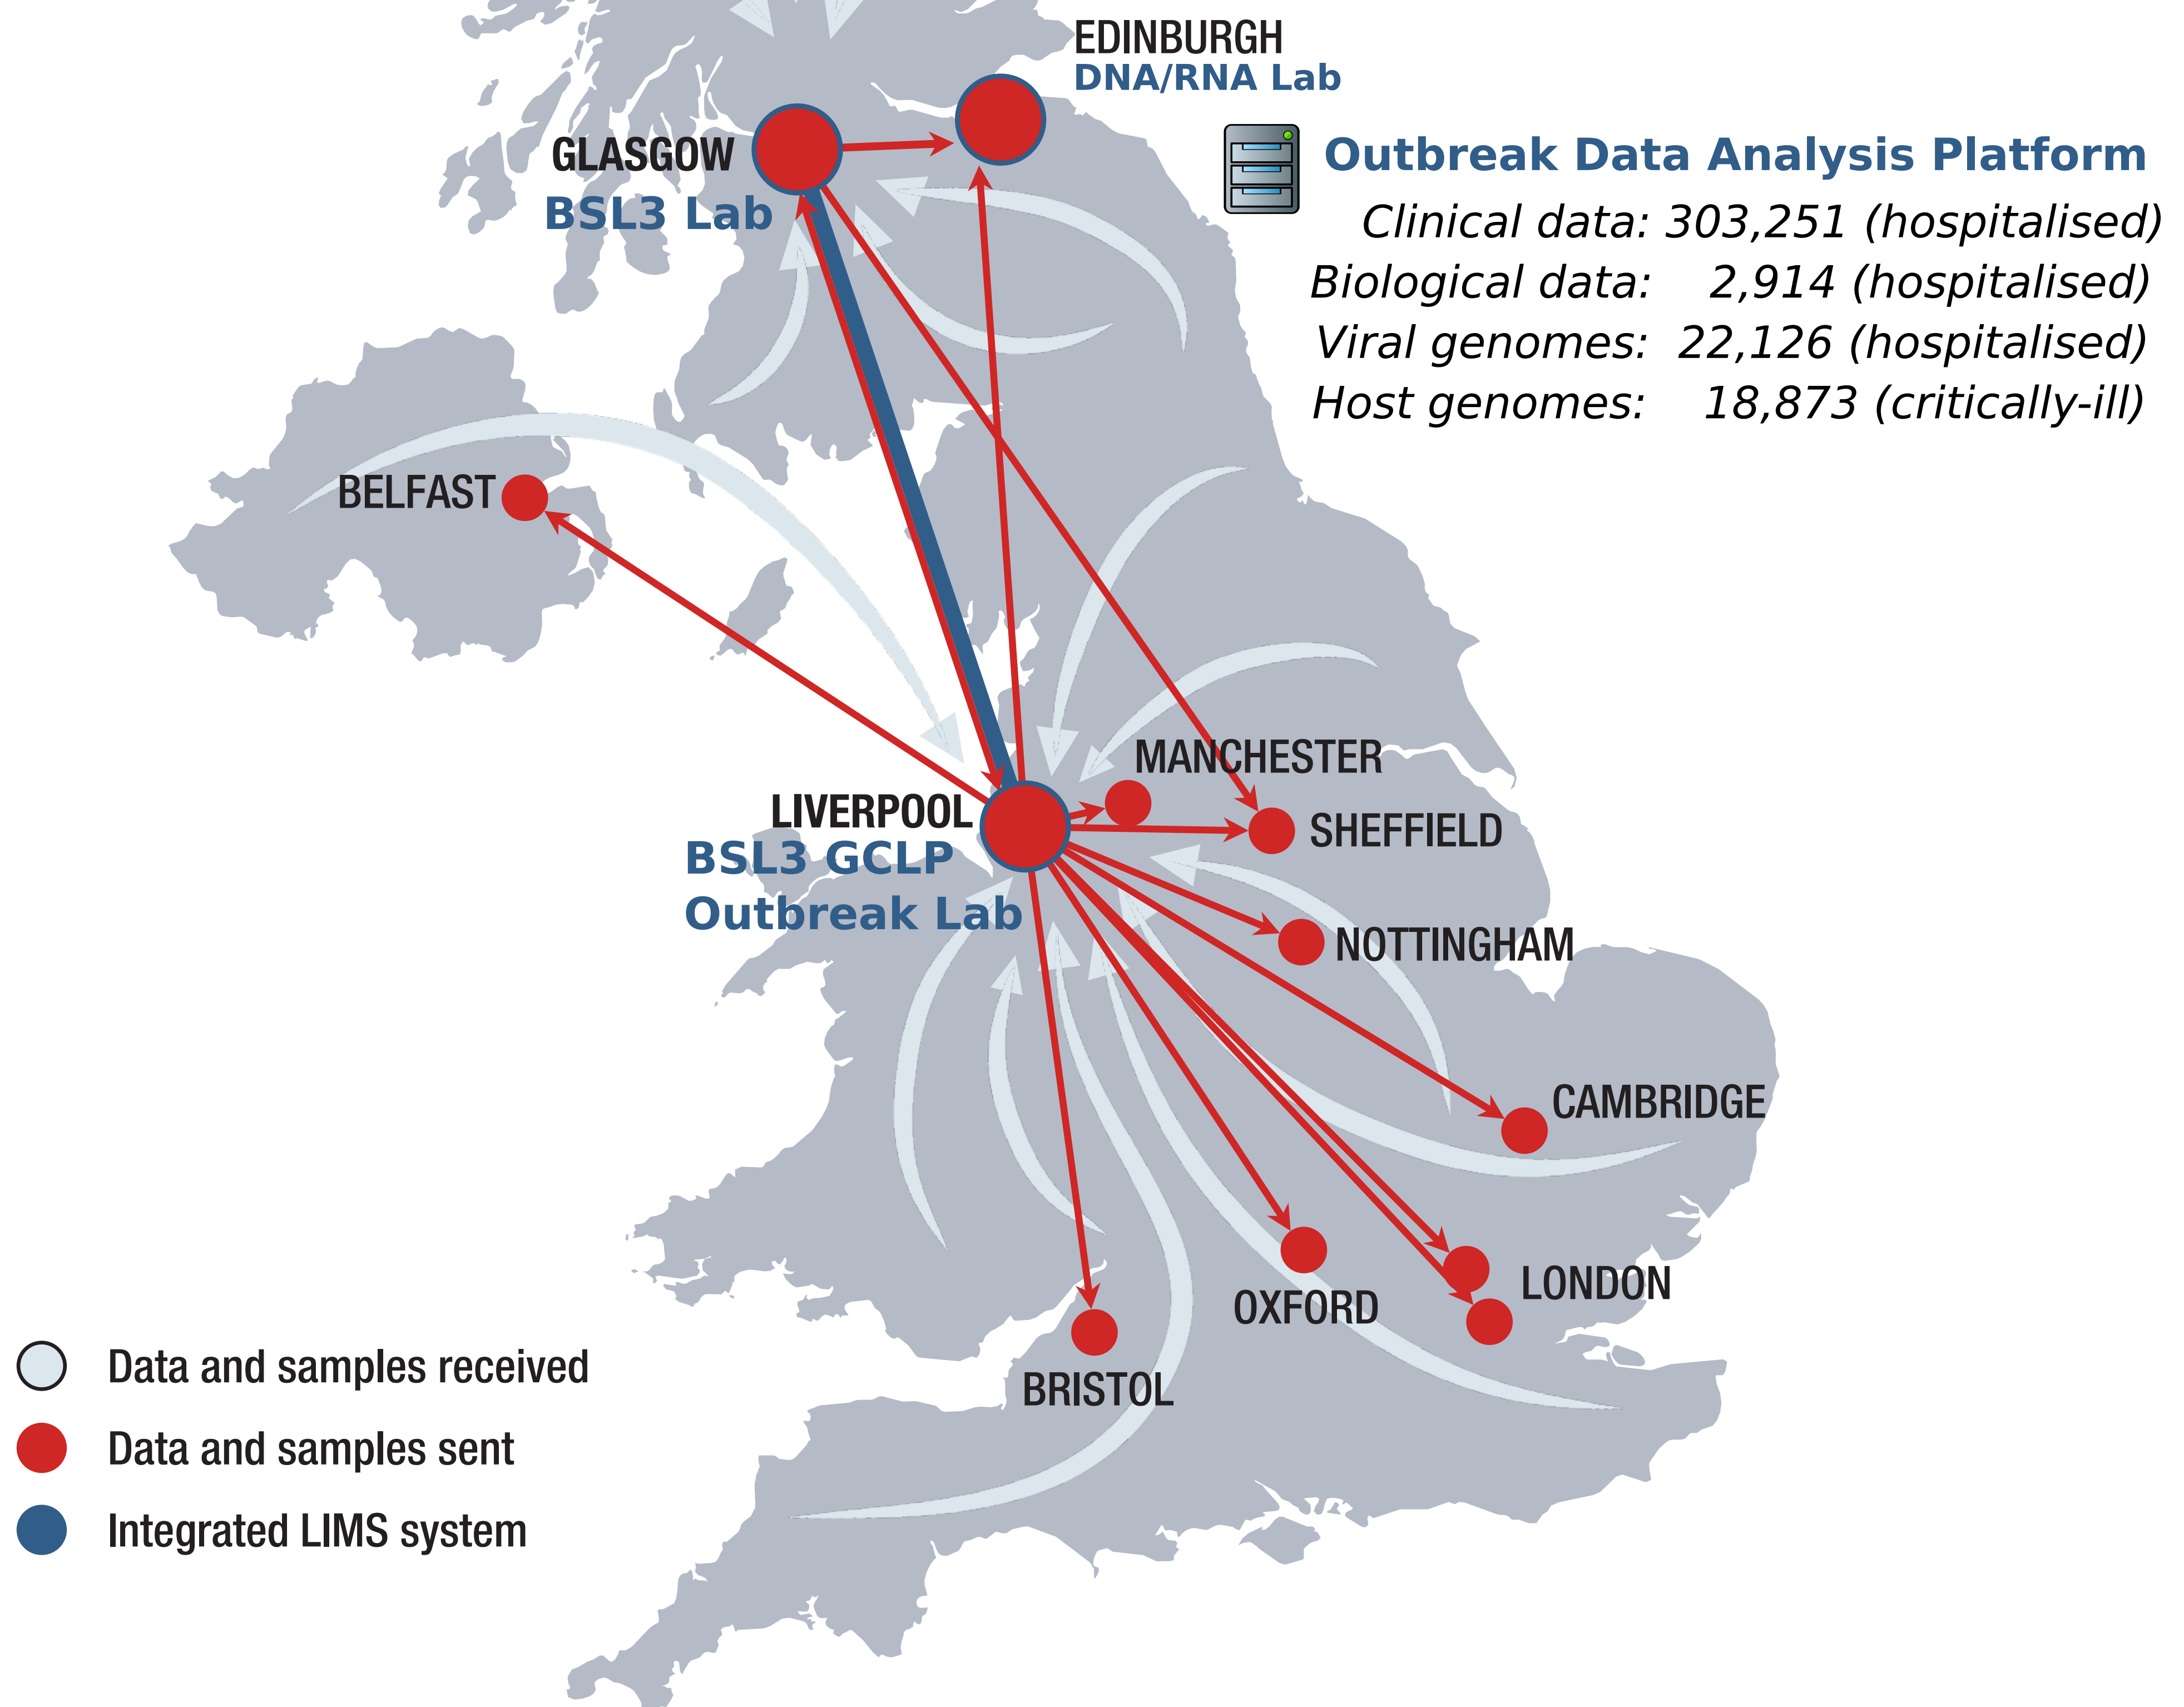 EDINBURGH
DNA/RNA Lab
GLASGOW
BSL3 Lab
Outbreak Data Analysis Platform
Clinical data: 303,251 (hospitalised)
Biological data: 2,914 (hospitalised)
Viral genomes: 22,126 (hospitalised)
Host genomes: 18,873 (critically-ill)
BELFAST
MANCHESTER
LIVERPOOL
BSL3 GCLP
Outbreak Lab
SHEFFIELD
NOTTINGHAM
CAMBRIDGE
LONDON
OXFORD
BRISTOL
Data and samples received
Data and samples sent
Integrated LIMS system